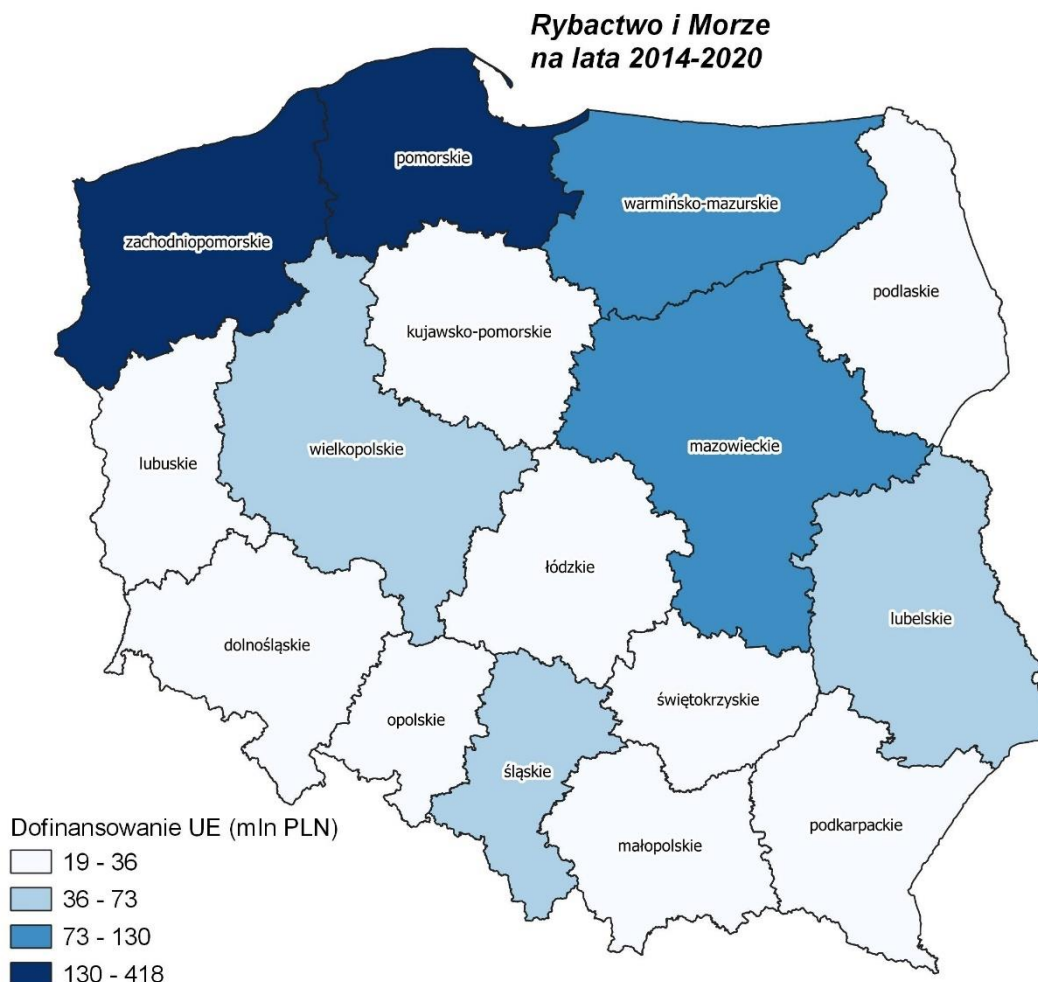 Rybactwo i Morze
na lata 2014-2020
pomorskie
warmińsko-mazurskie
zachodniopomorskie
podlaskie
kujawsko-pomorskie
mazowieckie
wielkopolskie
lubuskie
łódzkie
lubelskie
dolnośląskie
świętokrzyskie
opolskie
śląskie
podkarpackie
małopolskie
Dofinansowanie UE (mln PLN)
19 - 36
36 - 73
73 - 130
130 - 418